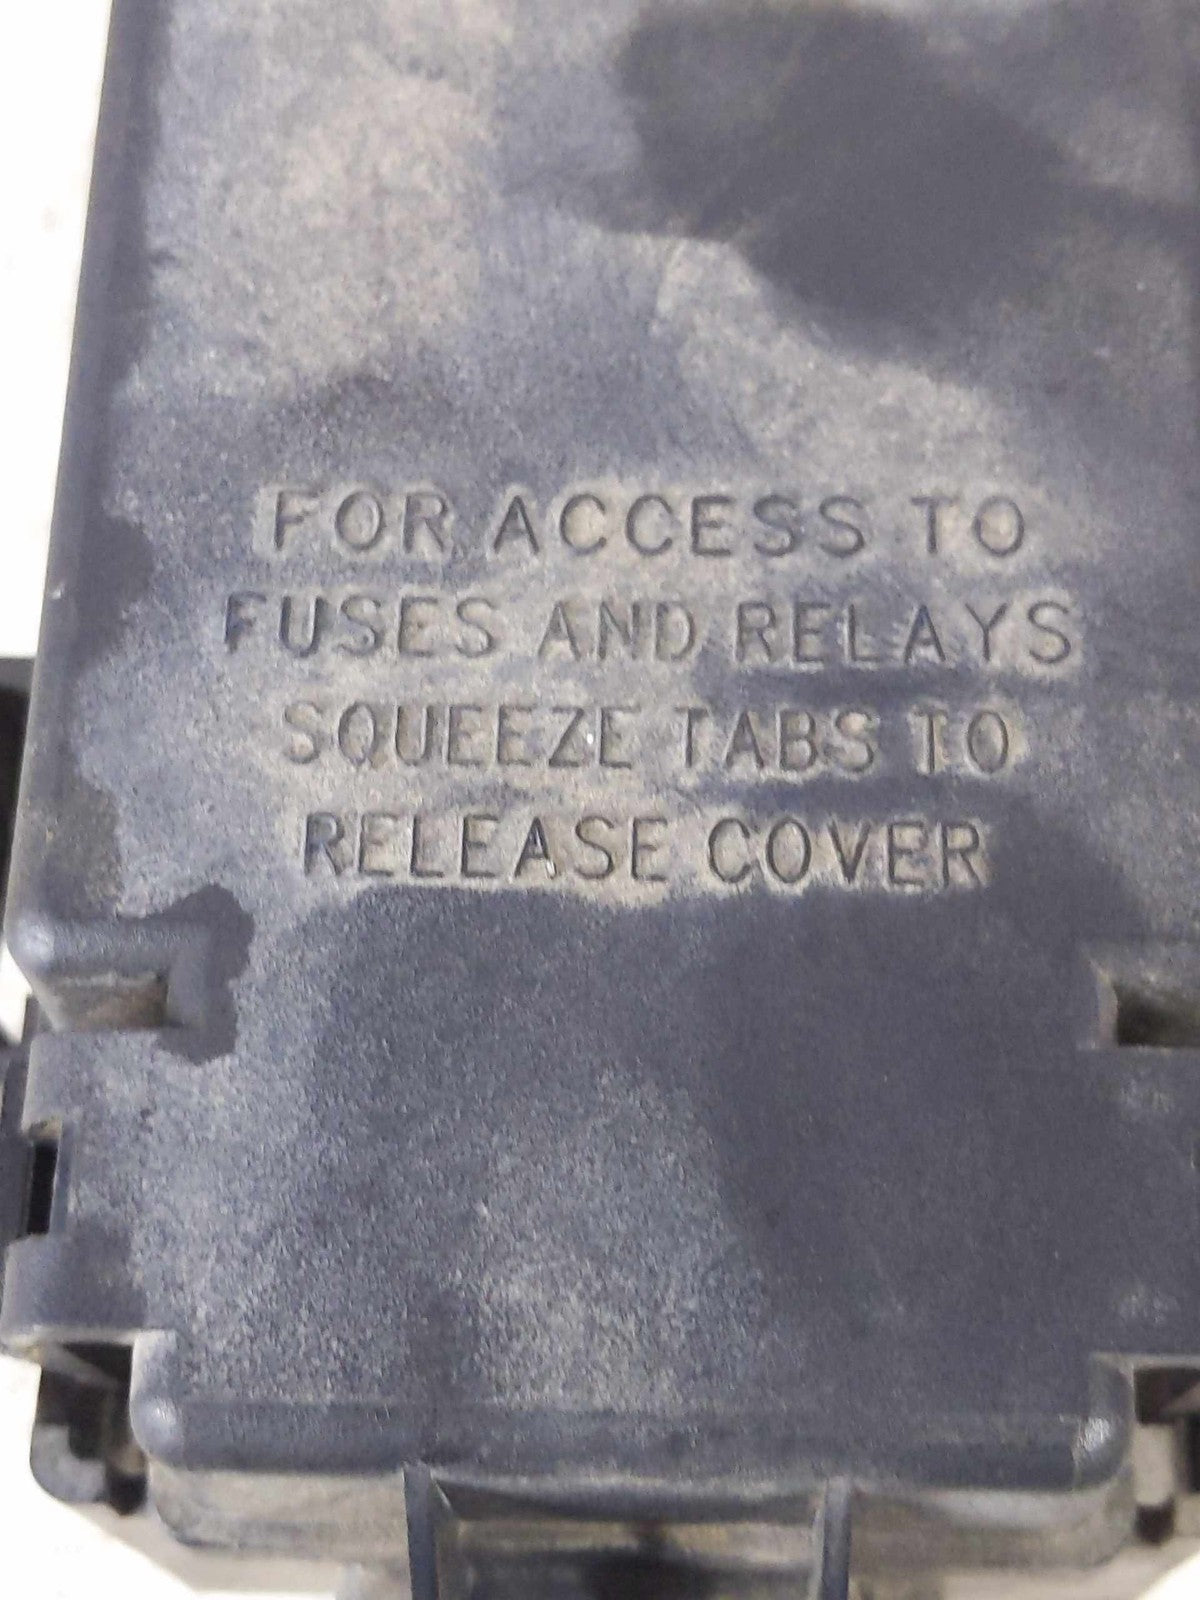 FOR ACCESS TO
FUSES AND RELAYS
SQUEEZE TABS TO
RELEASE COVER